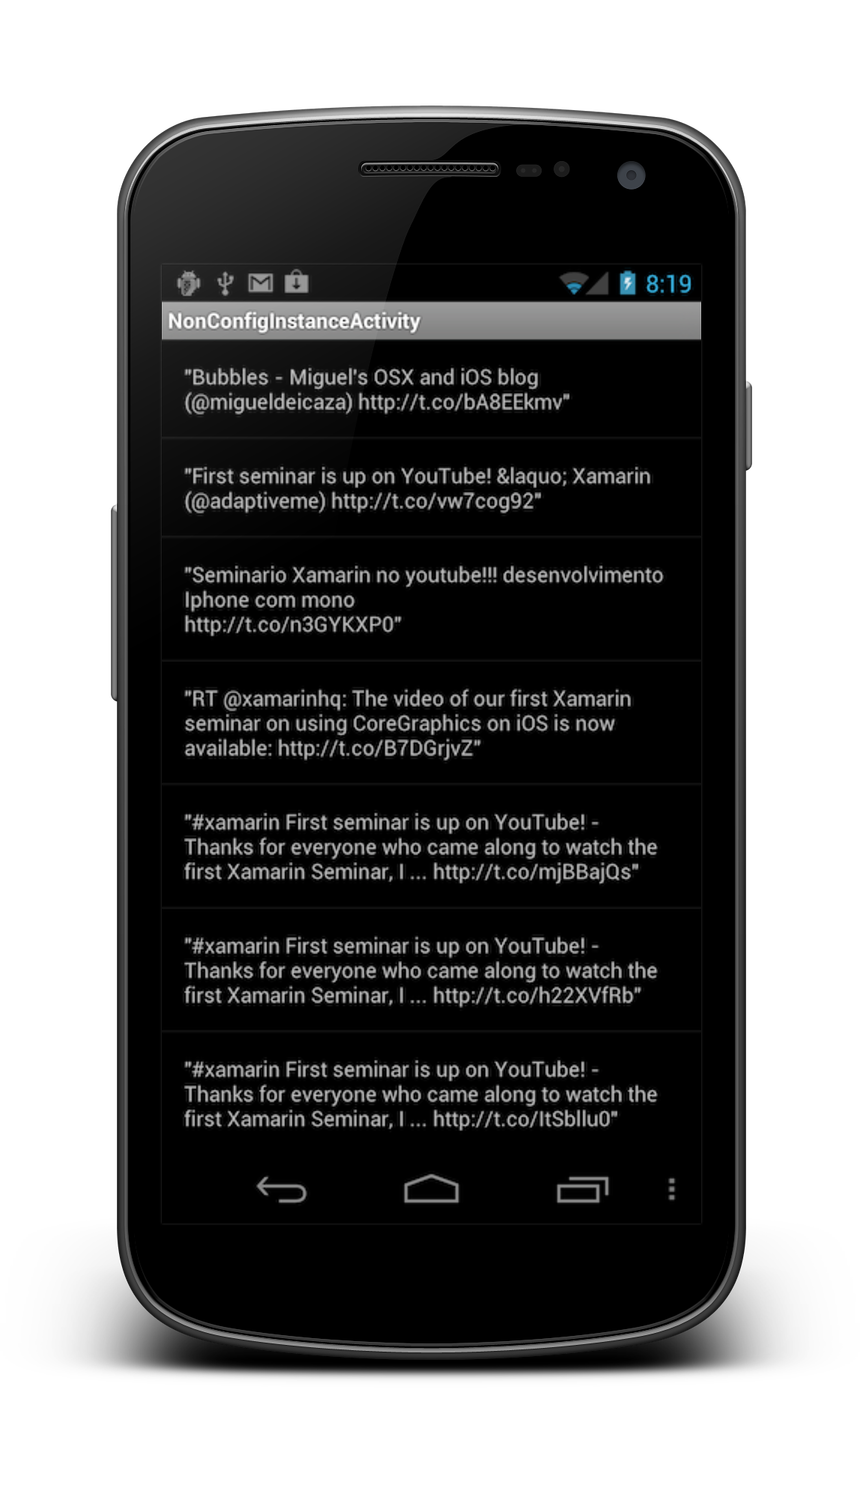 8:19
NonConfigInstanceActivity
"Bubbles - Miguel's OSX and iOS blog
(@migueldeicaza) http://t.co/bA8EEkmv"
"First seminar is up on YouTube! &laquo; Xamarin
(@adaptiveme) http://t.co/vw7cog92"
"Seminario Xamarin no youtube!!! desenvolvimento
Iphone com mono
http://t.co/n3GYKXP0"
"RT @xamarinhq: The video of our first Xamarin
seminar on using CoreGraphics on iOS is now
available: http://t.co/B7DGrjvZ"
"#xamarin First seminar is up on YouTube! -
Thanks for everyone who came along to watch the
first Xamarin Seminar, I ... http://t.co/mjBBajQs"
"#xamarin First seminar is up on YouTube! -
Thanks for everyone who came along to watch the
first Xamarin Seminar, I ... http://t.co/h22XVfRb"
"#xamarin First seminar is up on YouTube! -
Thanks for everyone who came along to watch the
first Xamarin Seminar, I ... http://t.co/ItSbllu0"